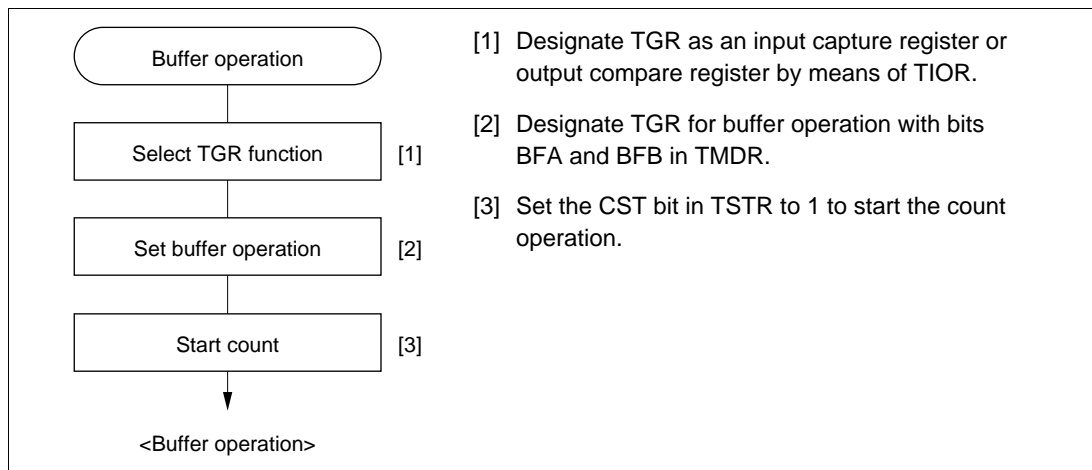 Buffer operation
Select TGR function [1]
Set buffer operation [2]
Start count [3]
<Buffer operation>
[1] Designate TGR as an input capture register or
output compare register by means of TIOR.
[2] Designate TGR for buffer operation with bits
BFA and BFB in TMDR.
[3] Set the CST bit in TSTR to 1 to start the count
operation.